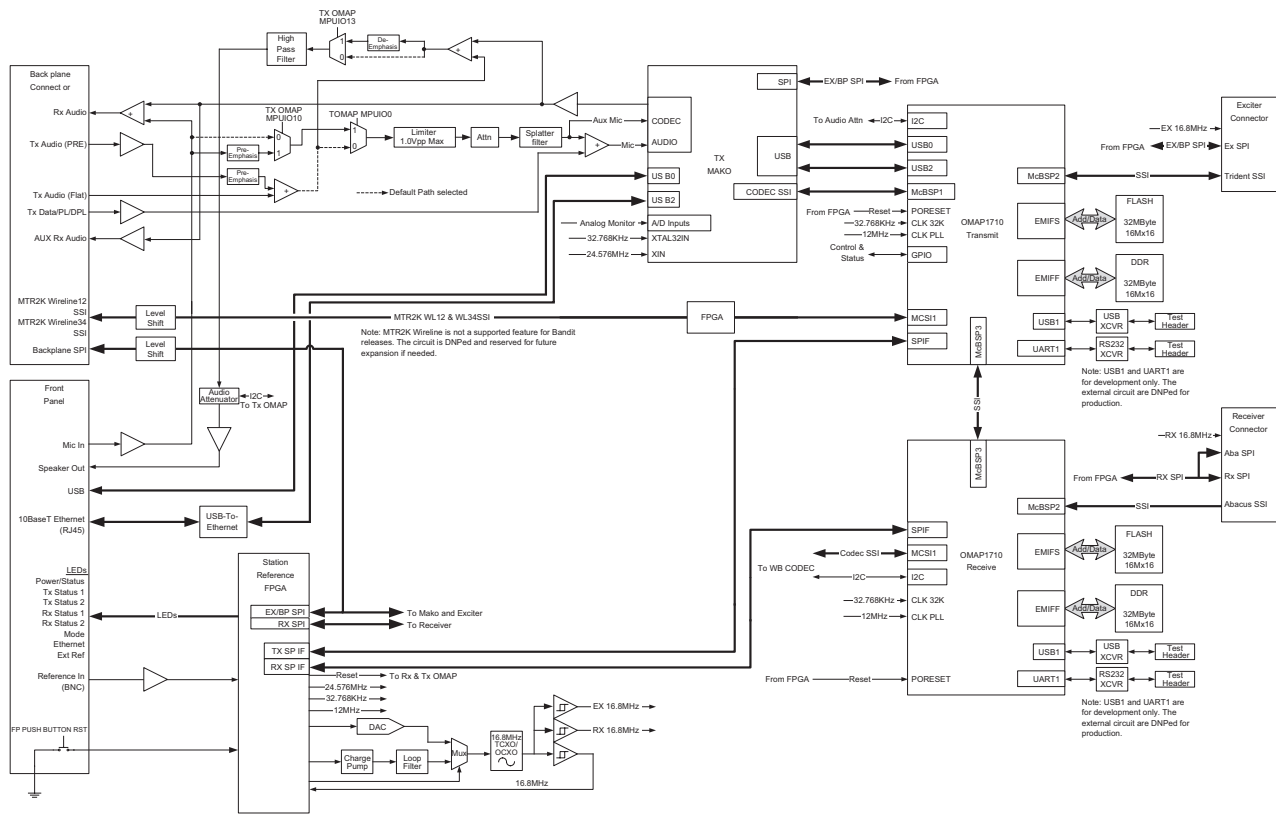 TX OMAP
MPUIO13
High
Pass
Filter
1
0
De-
Emphasis
+
Back plane
Connect or
Rx Audio
Tx Audio (PRE)
Tx Audio (Flat)
Tx Data/PL/DPL
AUX Rx Audio
MTR2K Wireline12
SSI
MTR2K Wireline34
SSI
Backplane SPI
+
TX OMAP
MPUIO10
0
1
Pre-
Emphasis
Pre-
Emphasis
+
TOMAP MPUIO0
1
0
Limiter
1.0Vpp Max
Attn
Splatter
filter
Aux Mic
+
Mic
Default Path selected
CODEC
AUDIO
US B0
US B2
A/D Inputs
XTAL32IN
XIN
TX
MAKO
SPI
USB
CODEC SSI
Analog Monitor
32.768KHz
24.576MHz
EX/BP SPI
From FPGA
To Audio Attn
I2C
From FPGA
Reset
32.768KHz
12MHz
Control &
Status
I2C
USB0
USB2
McBSP1
PORESET
CLK 32K
CLK PLL
GPIO
MCSI1
SPIF
OMAP1710
Transmit
McBSP2
EMIFS
EMIFF
USB1
UART1
McBSP3
Exciter
Connector
EX 16.8MHz
From FPGA
EX/BP SPI
Ex SPI
SSI
Trident SSI
Add/Data
FLASH
32MByte
16Mx16
Add/Data
DDR
32MByte
16Mx16
USB
XCVR
Test
Header
RS232
XCVR
Test
Header
Note: USB1 and UART1 are
for development only. The
external circuit are DNPed for
production.
Level
Shift
MTR2K WL12 & WL34SSI
FPGA
Note: MTR2K Wireline is not a supported feature for Bandit
releases. The circuit is DNPed and reserved for future
expansion if needed.
Level
Shift
SSI
Front
Panel
Mic In
Speaker Out
USB
10BaseT Ethernet
(RJ45)
LEDs
Power/Status
Tx Status 1
Tx Status 2
Rx Status 1
Rx Status 2
Mode
Ethernet
Ext Ref
Reference In
(BNC)
FP PUSH BUTTON RST
Audio
Attenuator
I2C
To Tx OMAP
USB-To-
Ethernet
LEDs
Station
Reference
FPGA
EX/BP SPI
RX SPI
TX SP IF
RX SP IF
To Mako and Exciter
To Receiver
Reset
To Rx & Tx OMAP
24.576MHz
32.768KHz
12MHz
DAC
Charge
Pump
Loop
Filter
Mux
16.8MHz
TCXO/
OCXO
EX 16.8MHz
RX 16.8MHz
16.8MHz
McBSP3
SPIF
MCSI1
I2C
CLK 32K
CLK PLL
PORESET
OMAP1710
Receive
McBSP2
EMIFS
EMIFF
USB1
UART1
Codec SSI
To WB CODEC
I2C
32.768KHz
12MHz
From FPGA
Reset
Receiver
Connector
RX 16.8MHz
Aba SPI
From FPGA
RX SPI
Rx SPI
SSI
Abacus SSI
Add/Data
FLASH
32MByte
16Mx16
Add/Data
DDR
32MByte
16Mx16
USB
XCVR
Test
Header
RS232
XCVR
Test
Header
Note: USB1 and UART1 are
for development only. The
external circuit are DNPed for
production.